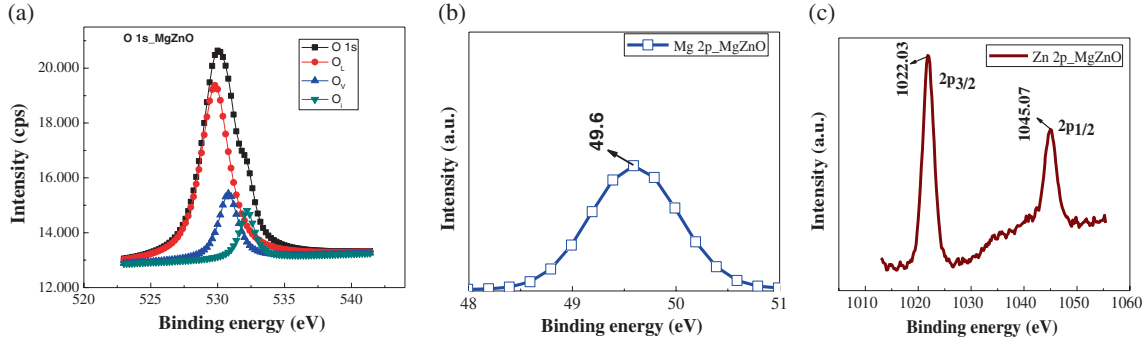 (a)
O 1s_MgZnO
O 1s
O_L
O_V
O_i
20.000
18.000
16.000
14.000
12.000
Intensity (cps)
520 525 530 535 540
Binding energy (eV)
(b)
Mg 2p_MgZnO
49.6
Intensity (a.u.)
48 49 50 51
Binding energy (eV)
(c)
Zn 2p_MgZnO
1022.03
2p3/2
1045.07
2p1/2
Intensity (a.u.)
1010 1020 1030 1040 1050 1060
Binding energy (eV)